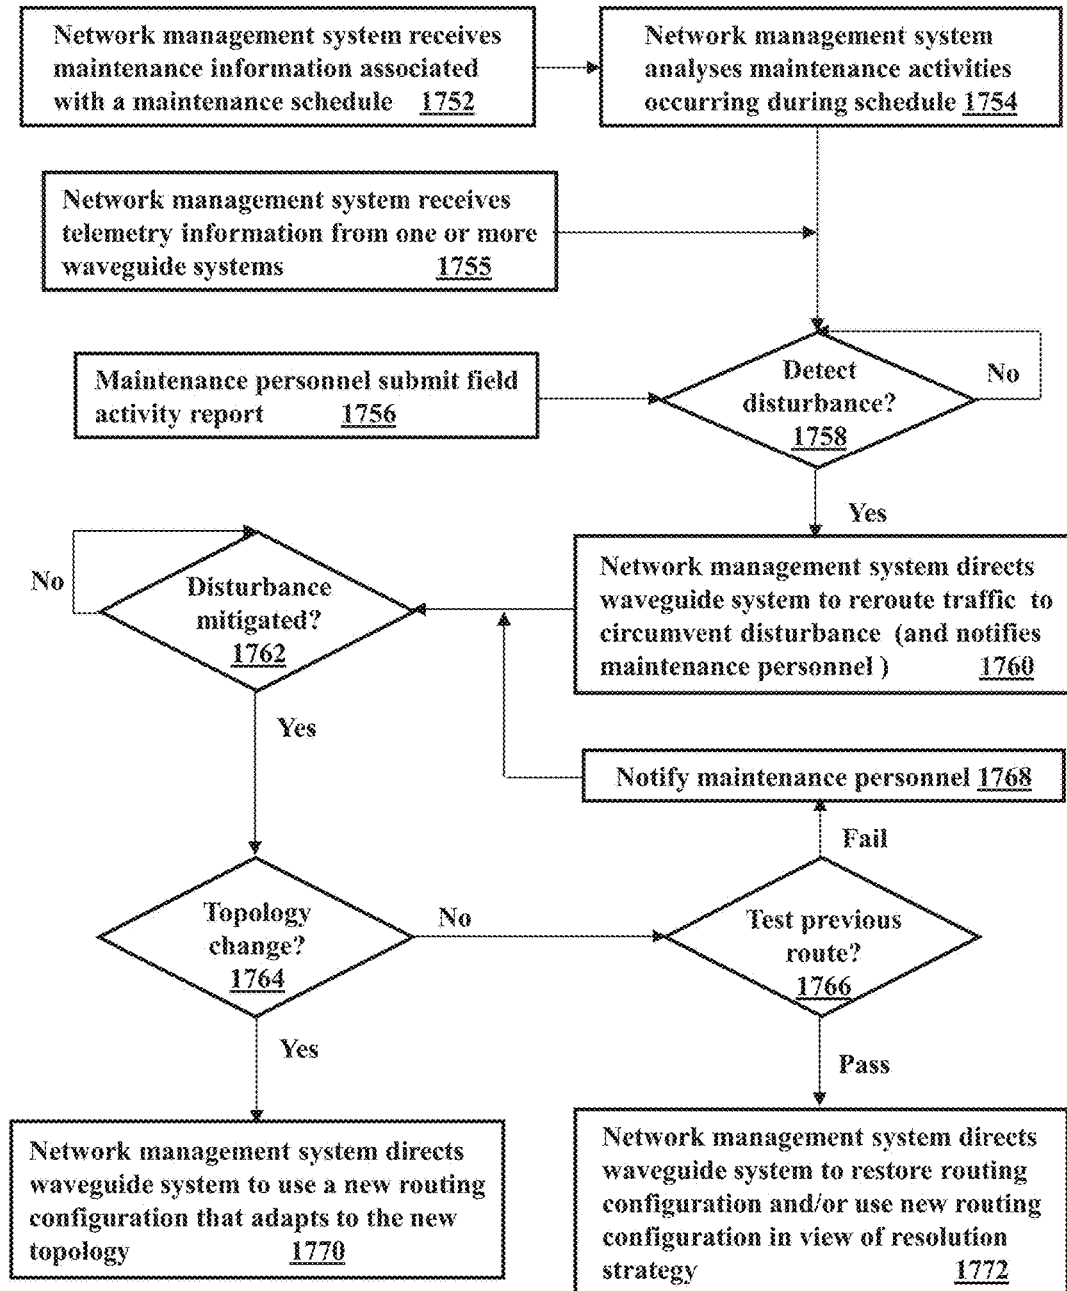 Network management system receives
maintenance information associated
with a maintenance schedule 1752
Network management system
analyses maintenance activities
occurring during schedule 1754
Network management system receives
telemetry information from one or more
waveguide systems 1755
Maintenance personnel submit field
activity report 1756
Detect
disturbance?
1758
No
Yes
Network management system directs
waveguide system to reroute traffic to
circumvent disturbance (and notifies
maintenance personnel ) 1760
No
Disturbance
mitigated?
1762
Yes
Notify maintenance personnel 1768
Fail
Topology
change?
1764
No
Test previous
route?
1766
Yes
Pass
Network management system directs
waveguide system to use a new routing
configuration that adapts to the new
topology 1770
Network management system directs
waveguide system to restore routing
configuration and/or use new routing
configuration in view of resolution
strategy 1772